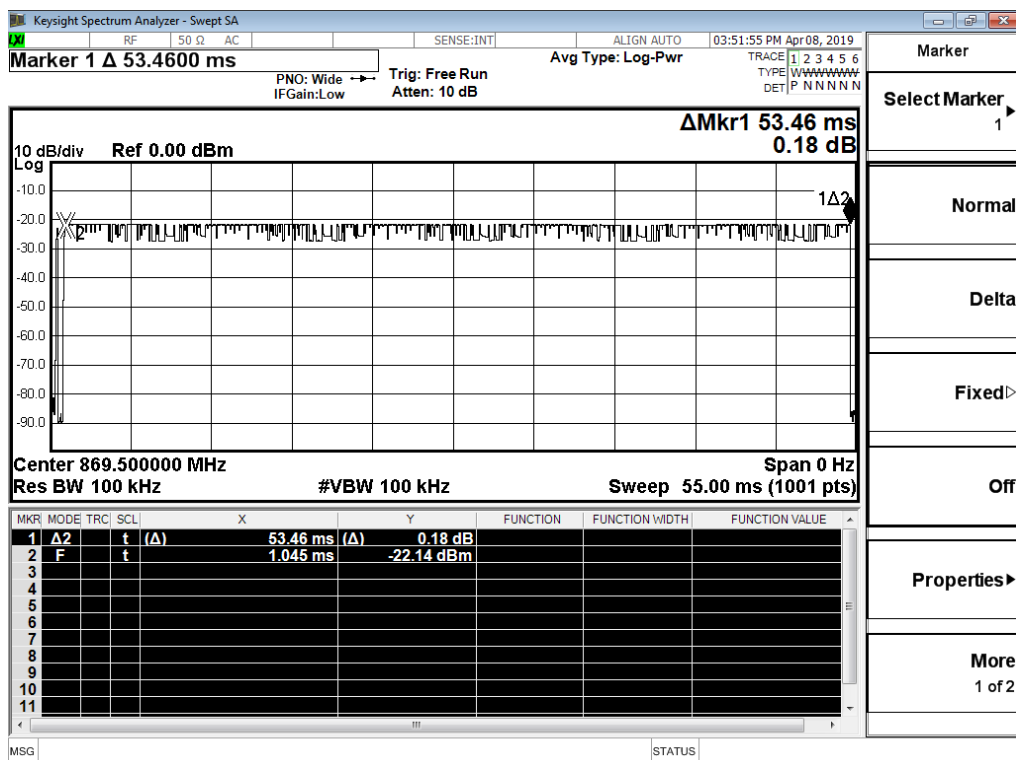 Keysight Spectrum Analyzer - Swept SA
LXI RF 50 Ω AC SENSE:INT ALIGN AUTO 03:51:55 PM Apr 08, 2019
Marker 1 Δ 53.4600 ms
PNO: Wide
IFGain:Low
Trig: Free Run
Atten: 10 dB
Avg Type: Log-Pwr
TRACE 1 2 3 4 5 6
TYPE WWWWWW
DET P N N N N N
ΔMkr1 53.46 ms
0.18 dB
10 dB/div Ref 0.00 dBm
Log
-10.0
-20.0
-30.0
-40.0
-50.0
-60.0
-70.0
-80.0
-90.0
2
1Δ2
Center 869.500000 MHz Span 0 Hz
Res BW 100 kHz #VBW 100 kHz Sweep 55.00 ms (1001 pts)
MKR MODE TRC SCL X Y FUNCTION FUNCTION WIDTH FUNCTION VALUE
1 Δ2 t (Δ) 53.46 ms (Δ) 0.18 dB
2 F t 1.045 ms -22.14 dBm
3
4
5
6
7
8
9
10
11
MSG STATUS
Marker
Select Marker
1
Normal
Delta
Fixed
Off
Properties
More
1 of 2